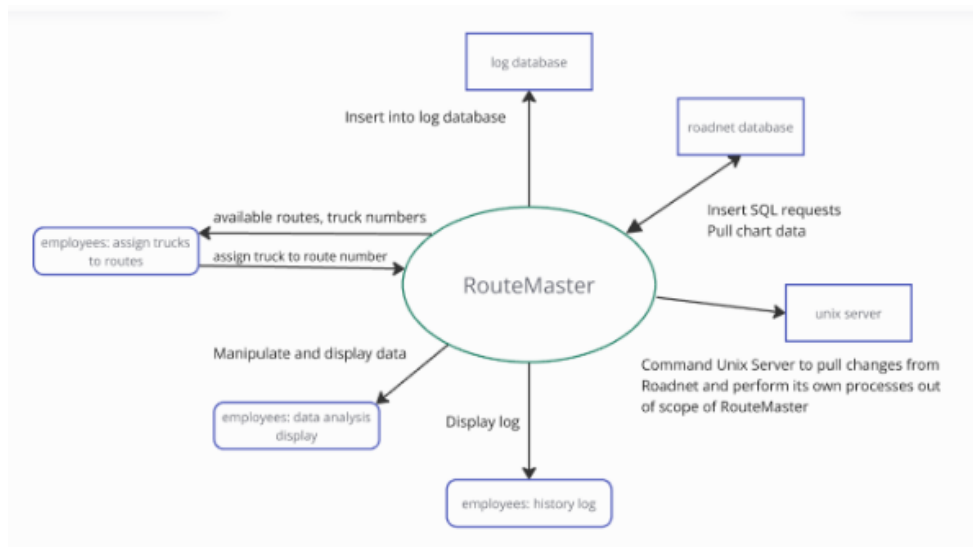 log database
Insert into log database
roadnet database
Insert SQL requests
Pull chart data
available routes, truck numbers
employees: assign trucks
to routes
assign truck to route number
RouteMaster
unix server
Command Unix Server to pull changes from
Roadnet and perform its own processes out
of scope of RouteMaster
Manipulate and display data
employees: data analysis
display
Display log
employees: history log